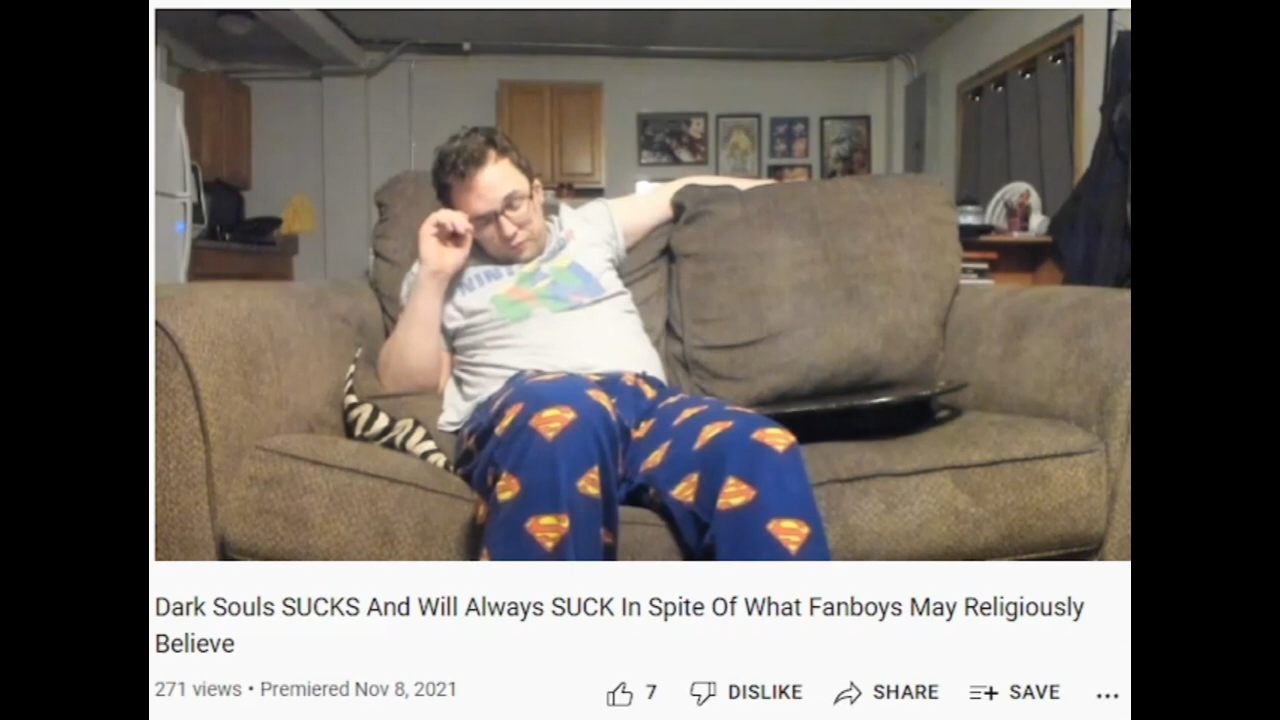 NIN
Dark Souls SUCKS And Will Always SUCK In Spite Of What Fanboys May Religiously
Believe
271 views • Premiered Nov 8, 2021
7 DISLIKE SHARE SAVE